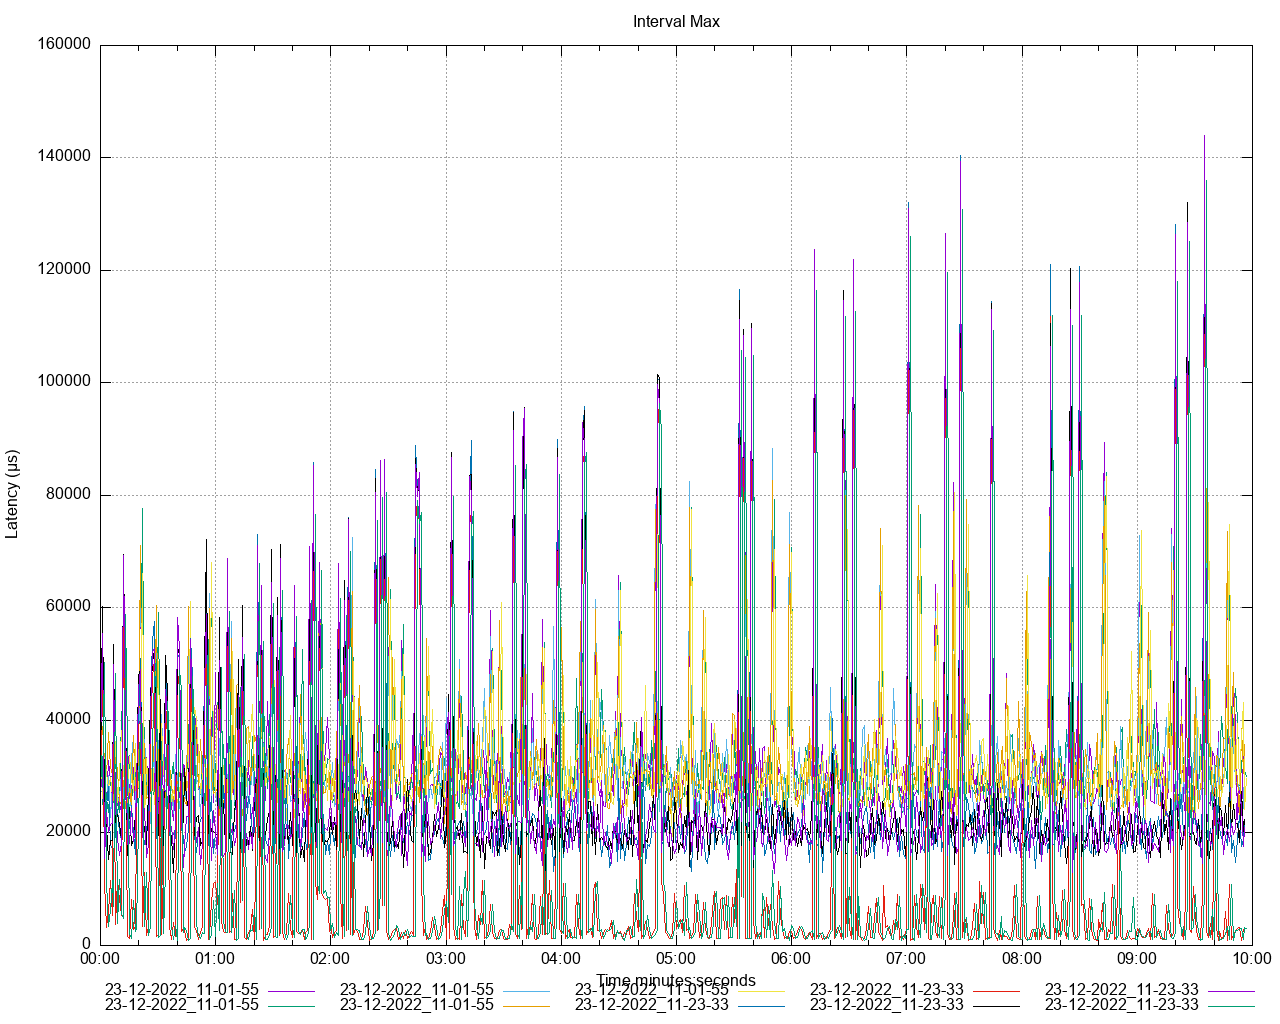 Interval Max
160000
140000
120000
100000
80000
60000
40000
20000
0
Latency (µs)
00:00 01:00 02:00 03:00 04:00 05:00 06:00 07:00 08:00 09:00 10:00
Time minutes:seconds
23-12-2022_11-01-55 23-12-2022_11-01-55 23-12-2022_11-01-55 23-12-2022_11-23-33 23-12-2022_11-23-33
23-12-2022_11-01-55 23-12-2022_11-01-55 23-12-2022_11-23-33 23-12-2022_11-23-33 23-12-2022_11-23-33